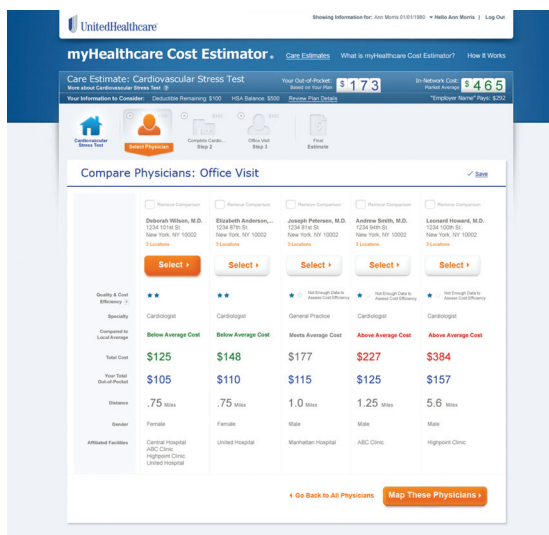 UnitedHealthcare
Showing Information for: Ann Morris 01/01/1980 Hello Ann Morris | Log Out
myHealthcare Cost Estimator.
Care Estimates What is myHealthcare Cost Estimator? How It Works
Care Estimate: Cardiovascular Stress Test
More about Cardiovascular Stress Test ?
Your Out-of-Pocket:
Based on Your Plan
$ 173
In-Network Cost:
Market Average
$ 465
Your Information to Consider: Deductible Remaining $100 HSA Balance: $500 Review Plan Details
"Employer Name" Pays: $292
Cardiovascular
Stress Test
Select Physician
Complete Cardio...
Step 2
Office Visit
Step 3
Final
Estimate
Compare Physicians: Office Visit
Save
Remove Comparison Remove Comparison Remove Comparison Remove Comparison Remove Comparison
Deborah Wilson, M.D. Elizabeth Anderson,... Joseph Petersen, M.D. Andrew Smith, M.D. Leonard Howard, M.D.
1234 101st St. 1234 87th St. 1234 81st St. 1234 94th St. 1234 100th St.
New York, NY 10002 New York, NY 10002 New York, NY 10002 New York, NY 10002 New York, NY 10002
3 Locations 3 Locations 3 Locations 3 Locations 3 Locations
Select Select Select Select Select
Quality & Cost
Efficiency ?
Not Enough Data to
Assess Cost Efficiency
Not Enough Data to
Assess Cost Efficiency
Not Enough Data to
Assess Cost Efficiency
Specialty Cardiologist Cardiologist General Practice Cardiologist Cardiologist
Compared to
Local Average
Below Average Cost Below Average Cost Meets Average Cost Above Average Cost Above Average Cost
Total Cost $125 $148 $177 $227 $384
Your Total
Out-of-Pocket
$105 $110 $115 $125 $157
Distance .75 Miles .75 Miles 1.0 Miles 1.25 Miles 5.6 Miles
Gender Female Female Male Male Male
Affiliated Facilities Central Hospital United Hospital Manhattan Hospital ABC Clinic Highpoint Clinic
ABC Clinic
Highpoint Clinic
United Hospital
Go Back to All Physicians Map These Physicians